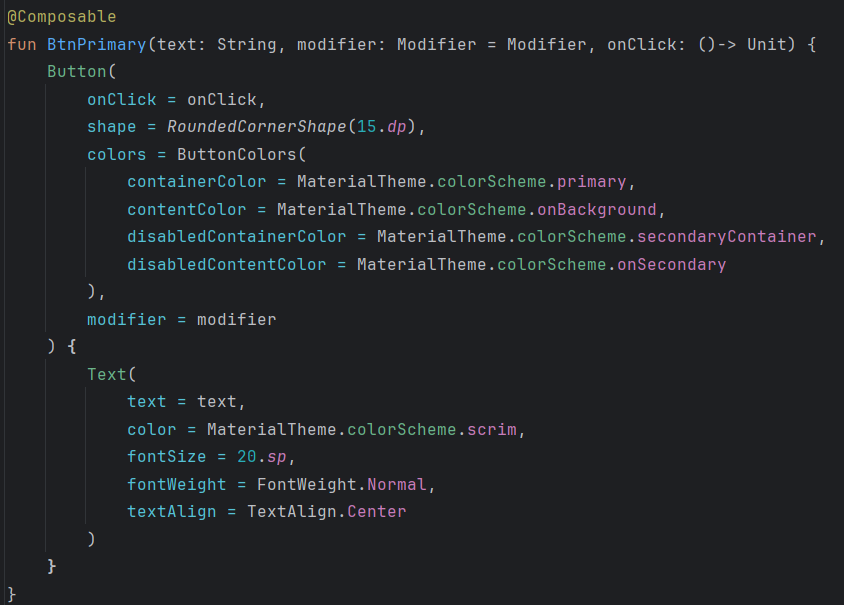 @Composable
fun BtnPrimary(text: String, modifier: Modifier = Modifier, onClick: ()-> Unit) {
    Button(
        onClick = onClick,
        shape = RoundedCornerShape(15.dp),
        colors = ButtonColors(
            containerColor = MaterialTheme.colorScheme.primary,
            contentColor = MaterialTheme.colorScheme.onBackground,
            disabledContainerColor = MaterialTheme.colorScheme.secondaryContainer,
            disabledContentColor = MaterialTheme.colorScheme.onSecondary
        ),
        modifier = modifier
    ) {
        Text(
            text = text,
            color = MaterialTheme.colorScheme.scrim,
            fontSize = 20.sp,
            fontWeight = FontWeight.Normal,
            textAlign = TextAlign.Center
        )
    }
}